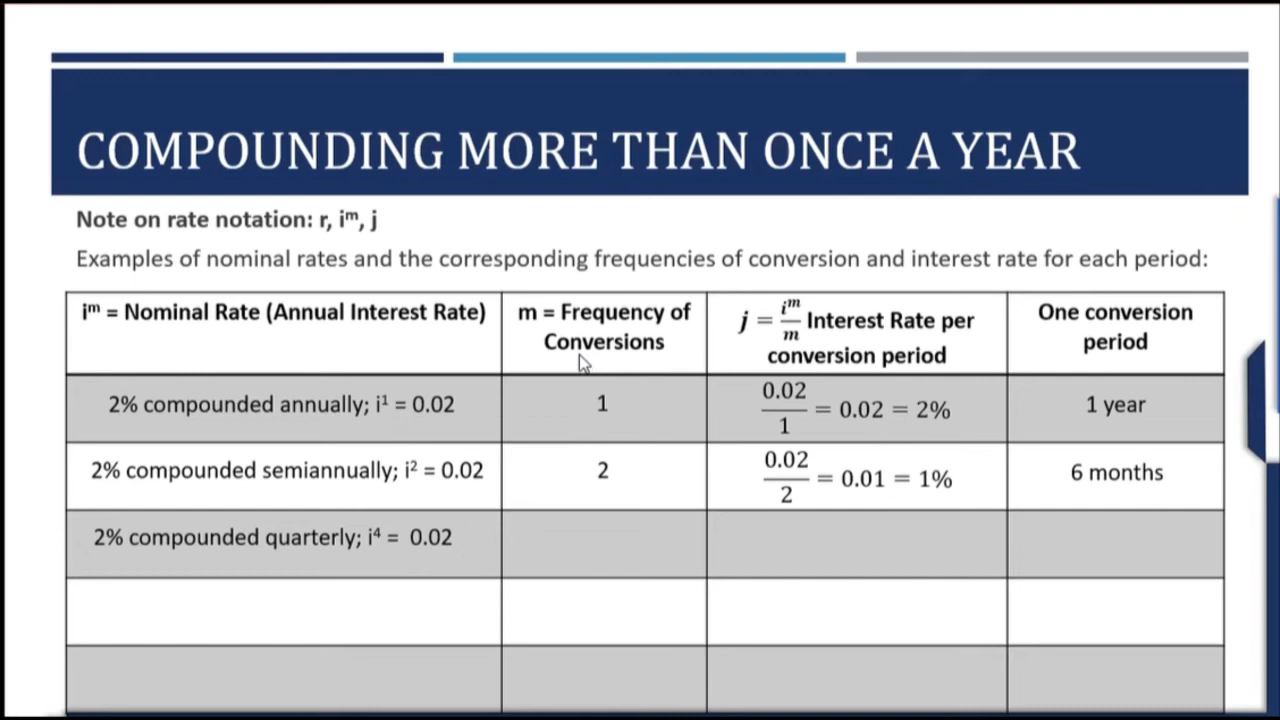 COMPOUNDING MORE THAN ONCE A YEAR
Note on rate notation: r, iᵐ, j
Examples of nominal rates and the corresponding frequencies of conversion and interest rate for each period:
iᵐ = Nominal Rate (Annual Interest Rate)
m = Frequency of
Conversions
j = iᵐ/m Interest Rate per
conversion period
One conversion
period
2% compounded annually; i¹ = 0.02
1
0.02/1 = 0.02 = 2%
1 year
2% compounded semiannually; i² = 0.02
2
0.02/2 = 0.01 = 1%
6 months
2% compounded quarterly; i⁴ = 0.02